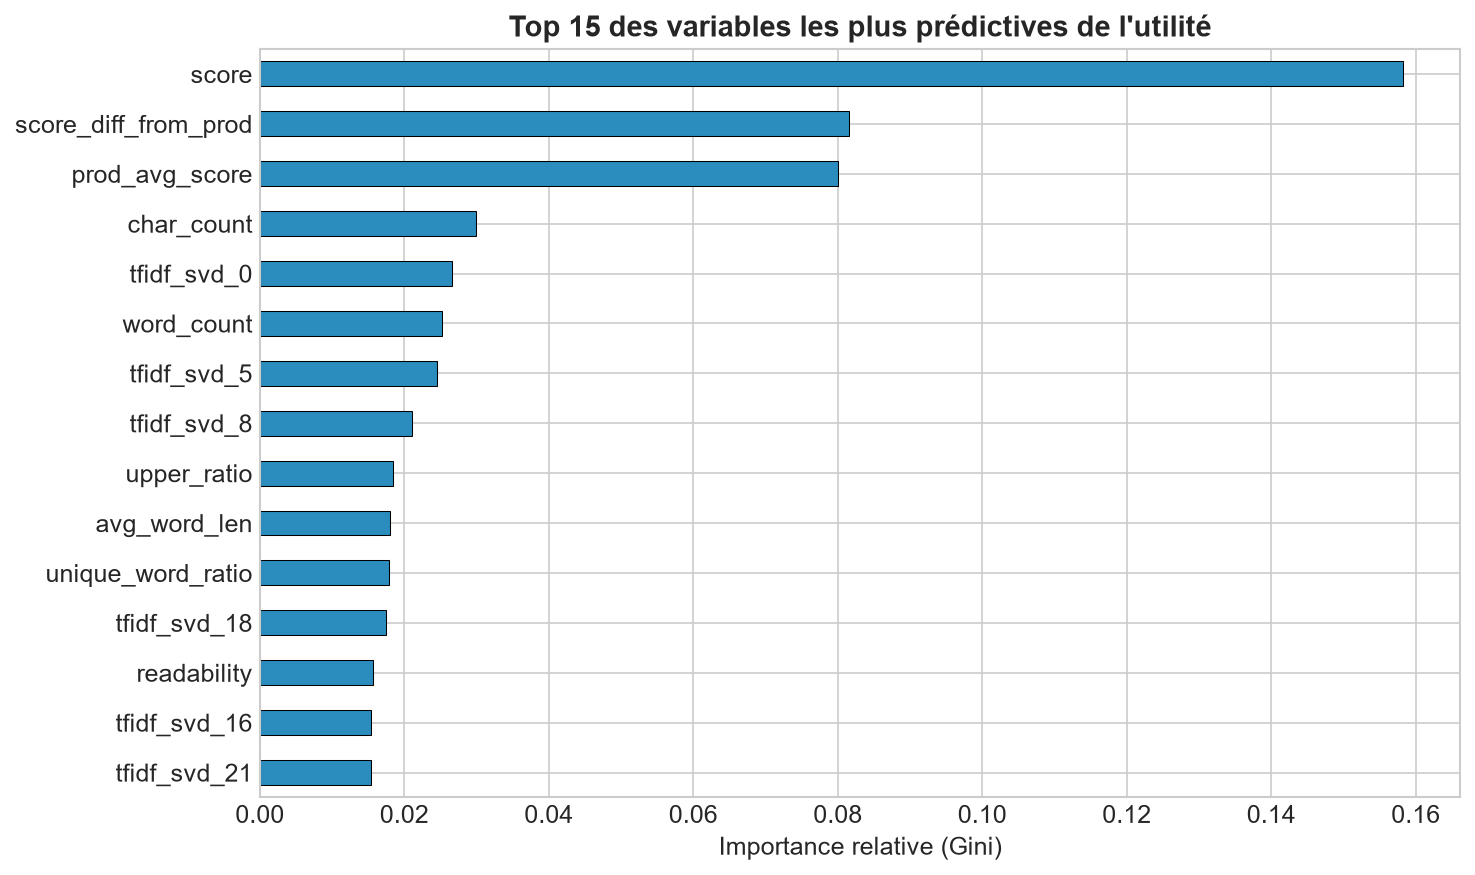 Top 15 des variables les plus prédictives de l'utilité
score
score_diff_from_prod
prod_avg_score
char_count
tfidf_svd_0
word_count
tfidf_svd_5
tfidf_svd_8
upper_ratio
avg_word_len
unique_word_ratio
tfidf_svd_18
readability
tfidf_svd_16
tfidf_svd_21
0.00 0.02 0.04 0.06 0.08 0.10 0.12 0.14 0.16
Importance relative (Gini)